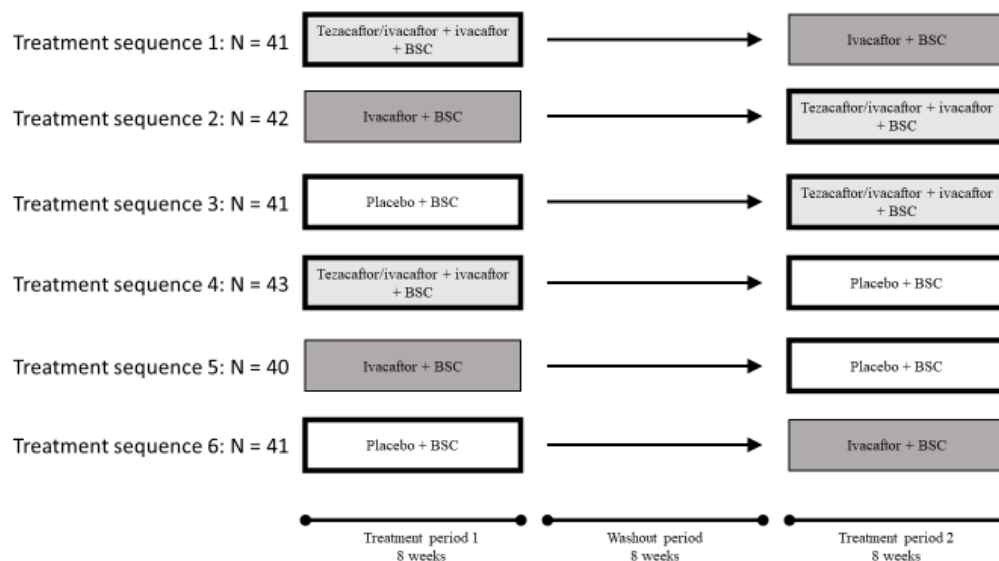 Treatment sequence 1: N = 41
Tezacaftor/ivacaftor + ivacaftor
+ BSC
Ivacaftor + BSC
Treatment sequence 2: N = 42
Ivacaftor + BSC
Tezacaftor/ivacaftor + ivacaftor
+ BSC
Treatment sequence 3: N = 41
Placebo + BSC
Tezacaftor/ivacaftor + ivacaftor
+ BSC
Treatment sequence 4: N = 43
Tezacaftor/ivacaftor + ivacaftor
+ BSC
Placebo + BSC
Treatment sequence 5: N = 40
Ivacaftor + BSC
Placebo + BSC
Treatment sequence 6: N = 41
Placebo + BSC
Ivacaftor + BSC
Treatment period 1
8 weeks
Washout period
8 weeks
Treatment period 2
8 weeks